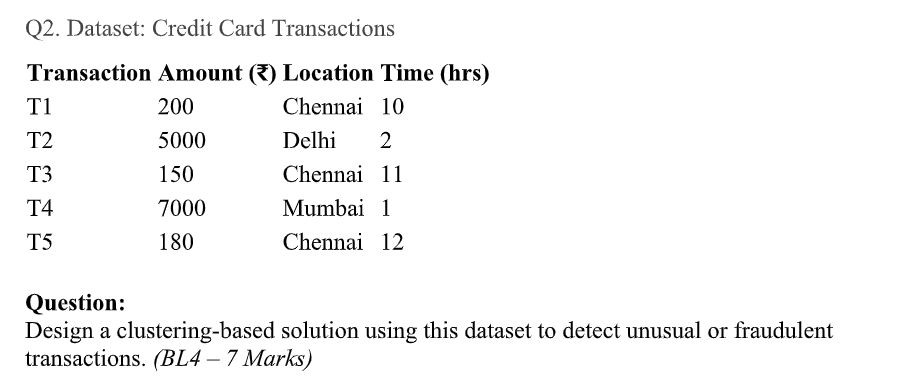 Q2. Dataset: Credit Card Transactions
Transaction Amount (₹) Location Time (hrs)
T1 200 Chennai 10
T2 5000 Delhi 2
T3 150 Chennai 11
T4 7000 Mumbai 1
T5 180 Chennai 12
Question:
Design a clustering-based solution using this dataset to detect unusual or fraudulent
transactions. (BL4 – 7 Marks)